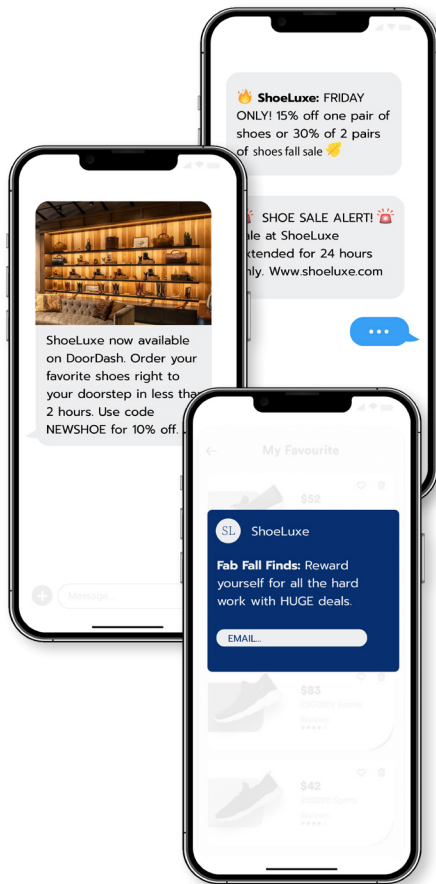 🔥 ShoeLuxe: FRIDAY
ONLY! 15% off one pair of
shoes or 30% of 2 pairs
of shoes fall sale
SHOE SALE ALERT! 🚨
ale at ShoeLuxe
xtended for 24 hours
nly. Www.shoeluxe.com
ShoeLuxe now available
on DoorDash. Order your
favorite shoes right to
your doorstep in less than
2 hours. Use code
NEWSHOE for 10% off.
Message...
My Favourite
$52
SL ShoeLuxe
Fab Fall Finds: Reward
yourself for all the hard
work with HUGE deals.
EMAIL...
$83
$42